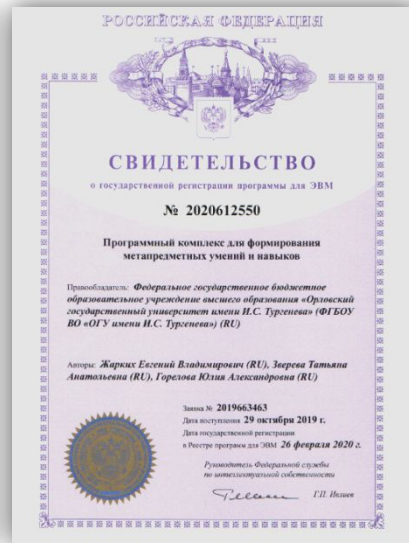 РОССИЙСКАЯ ФЕДЕРАЦИЯ
СВИДЕТЕЛЬСТВО
о государственной регистрации программы для ЭВМ
№ 2020612550
Программный комплекс для формирования
метапредметных умений и навыков
Правообладатель: Федеральное государственное бюджетное
образовательное учреждение высшего образования «Орловский
государственный университет имени И.С. Тургенева» (ФГБОУ
ВО «ОГУ имени И.С. Тургенева») (RU)
Авторы: Жарких Евгений Владимирович (RU), Зверева Татьяна
Анатольевна (RU), Горелова Юлия Александровна (RU)
Заявка № 2019663463
Дата поступления 29 октября 2019 г.
Дата государственной регистрации
в Реестре программ для ЭВМ 26 февраля 2020 г.
Руководитель Федеральной службы
по интеллектуальной собственности
Г.П. Ивлиев